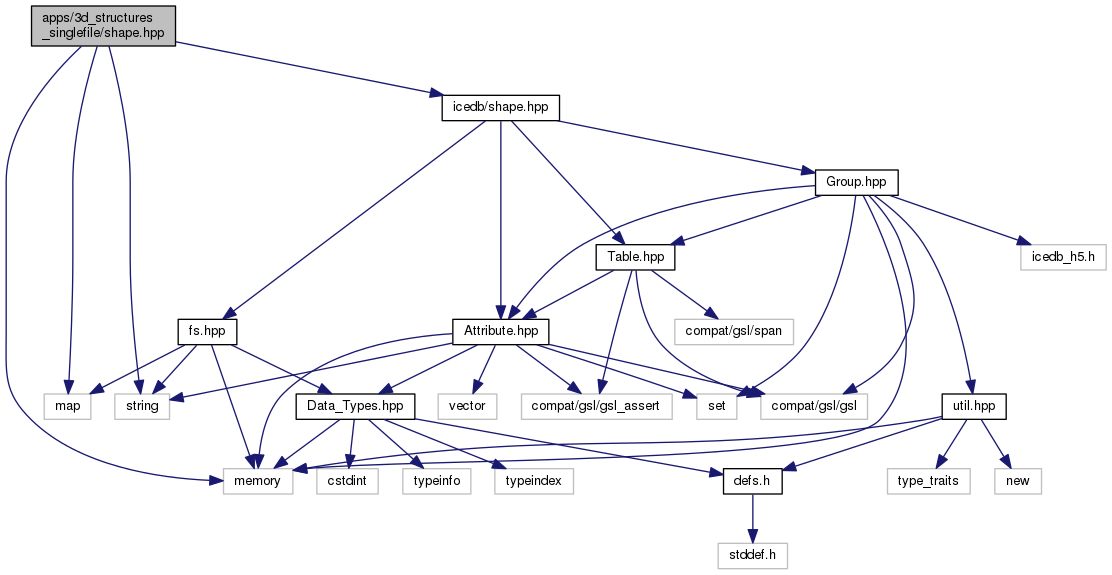 apps/3d_structures
_singlefile/shape.hpp
icedb/shape.hpp
Group.hpp
Table.hpp
icedb_h5.h
fs.hpp
Attribute.hpp
compat/gsl/span
map
string
Data_Types.hpp
vector
compat/gsl/gsl_assert
set
compat/gsl/gsl
util.hpp
memory
cstdint
typeinfo
typeindex
defs.h
type_traits
new
stddef.h